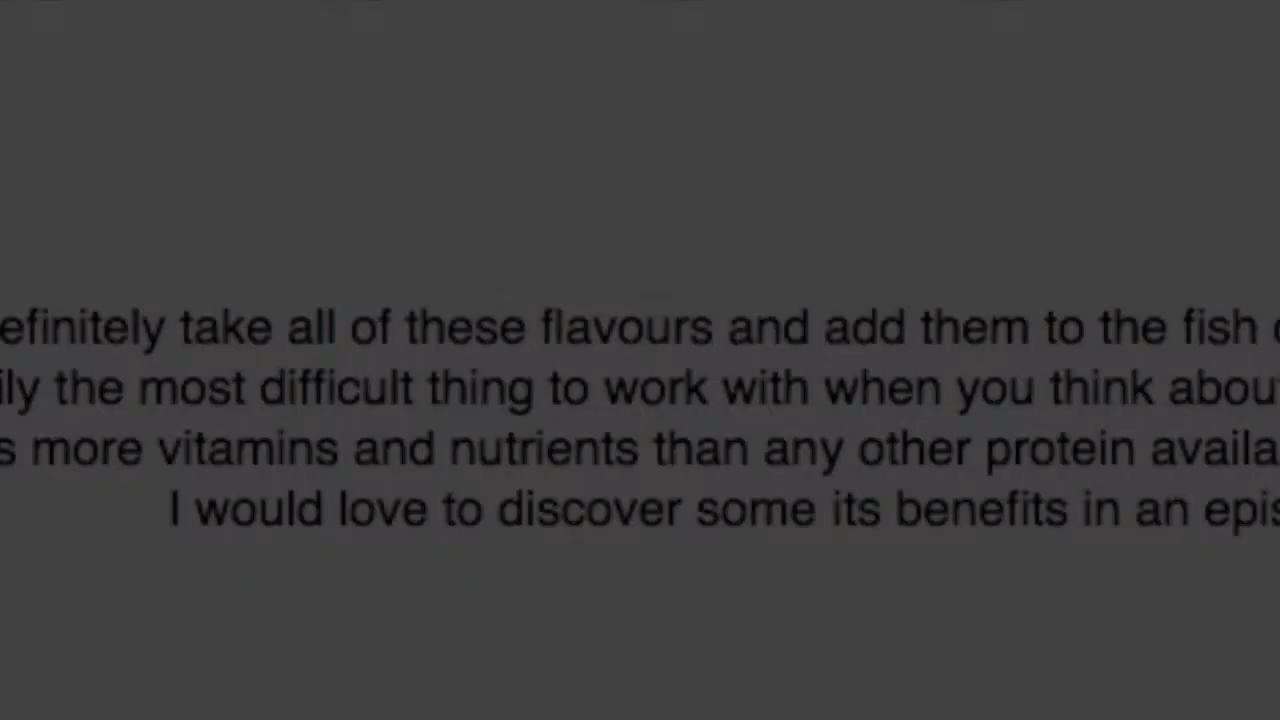 efinitely take all of these flavours and add them to the fish
ily the most difficult thing to work with when you think abou
s more vitamins and nutrients than any other protein availa
I would love to discover some its benefits in an epis